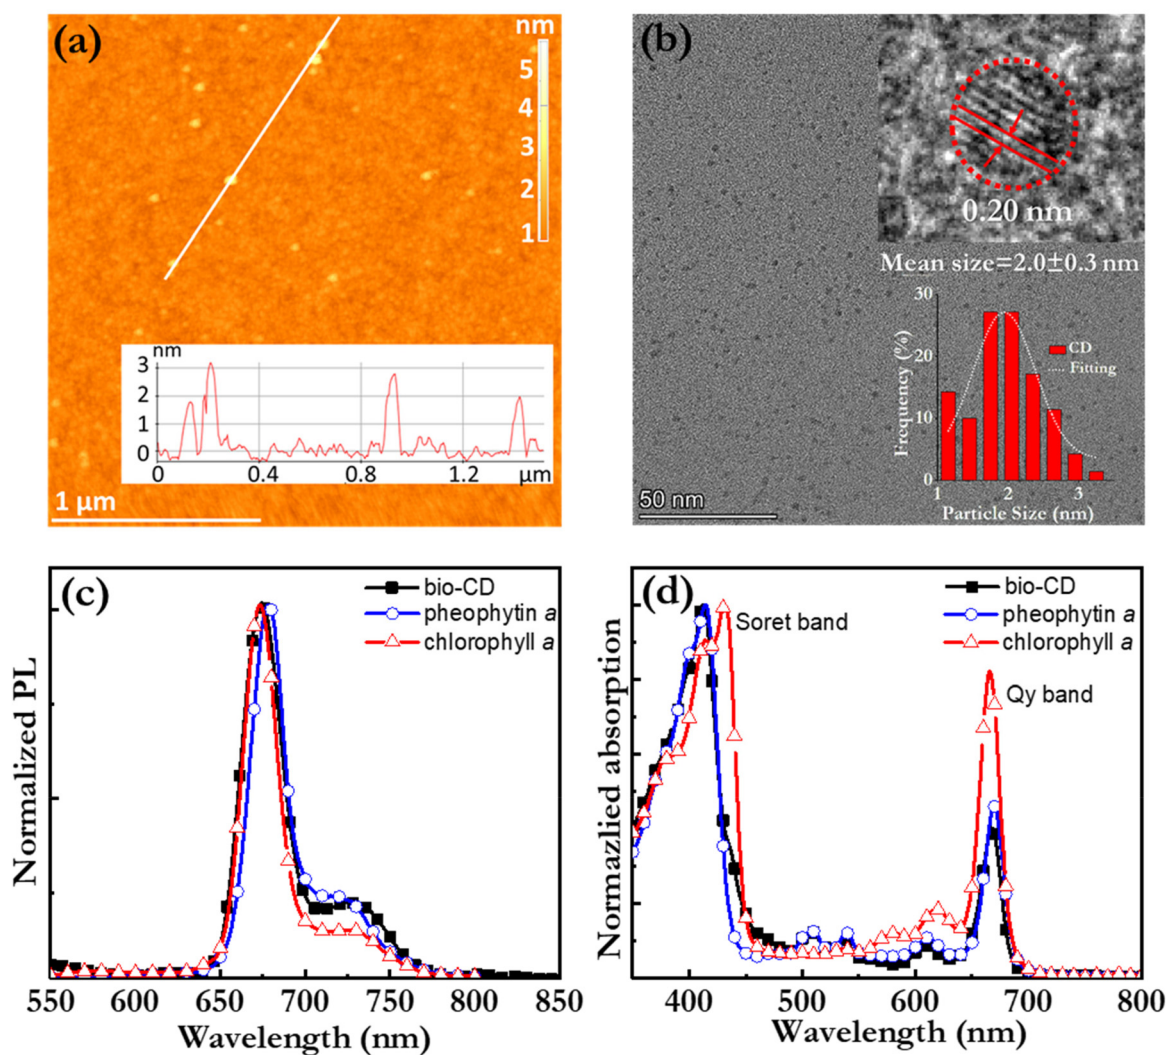 (a)
nm
5
4
3
2
1
nm
3
2
1
0
0 0.4 0.8 1.2 μm
1 μm
(b)
0.20 nm
Mean size=2.0±0.3 nm
30
20
10
0
Frequency (%)
CD
Fitting
1 2 3
Particle Size (nm)
50 nm
(c)
bio-CD
pheophytin a
chlorophyll a
Normalized PL
550 600 650 700 750 800 850
Wavelength (nm)
(d)
bio-CD
pheophytin a
chlorophyll a
Soret band
Qy band
Normazlied absorption
400 500 600 700 800
Wavelength (nm)